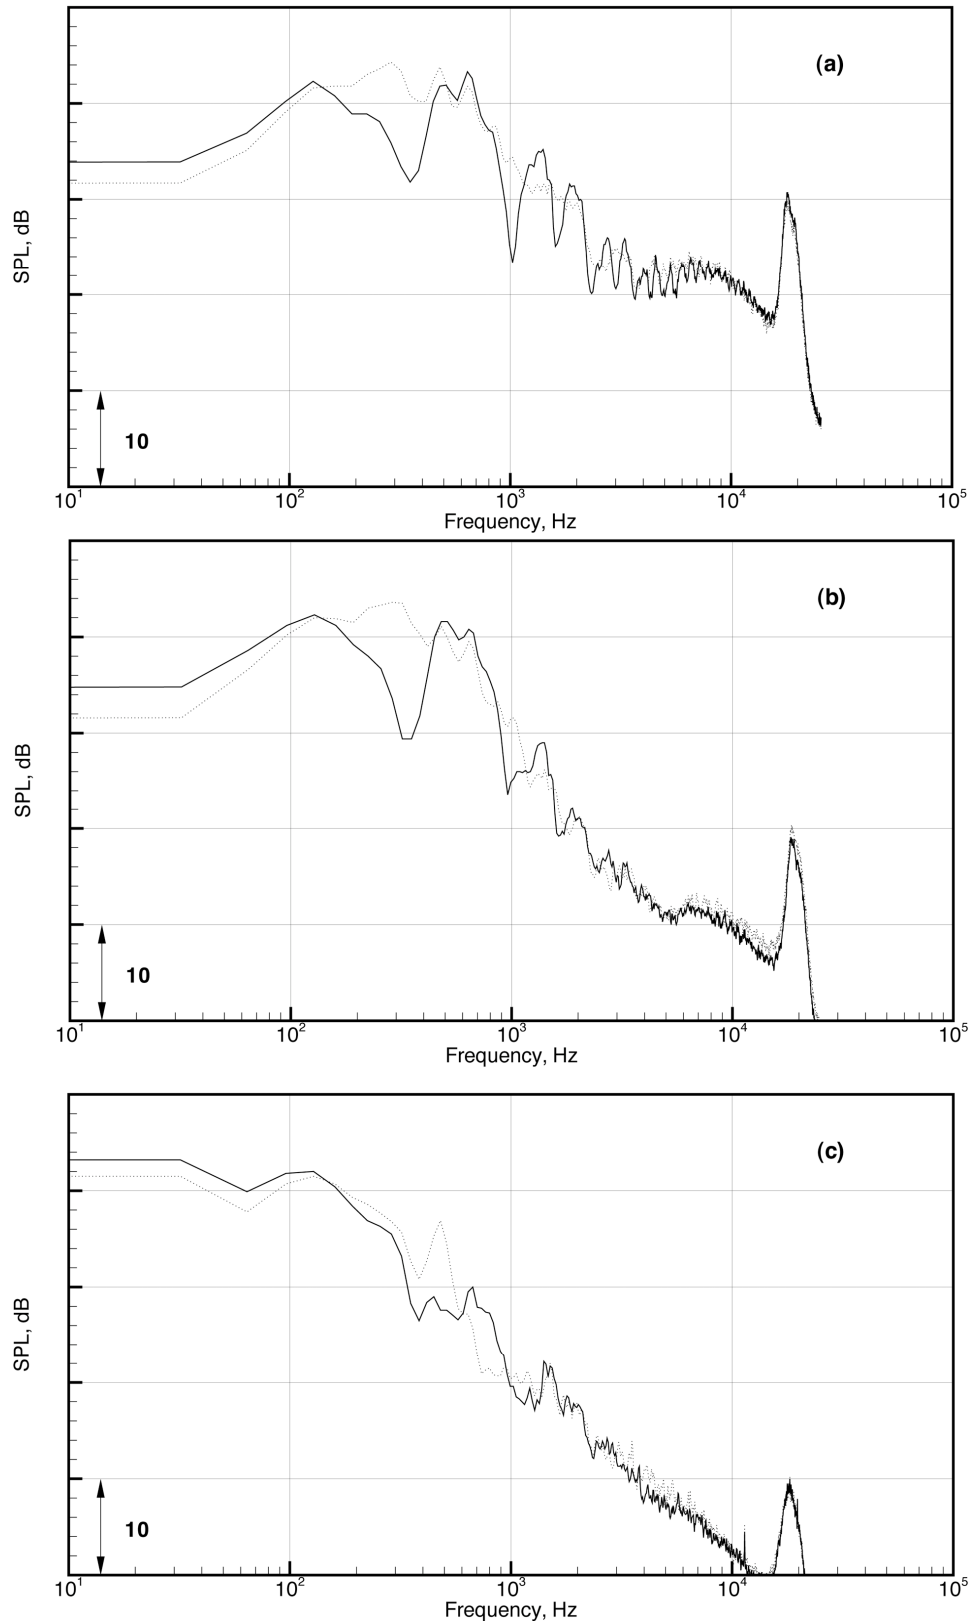 (a)
SPL, dB
10
10¹ 10² 10³ 10⁴ 10⁵
Frequency, Hz
(b)
SPL, dB
10
10¹ 10² 10³ 10⁴ 10⁵
Frequency, Hz
(c)
SPL, dB
10
10¹ 10² 10³ 10⁴ 10⁵
Frequency, Hz